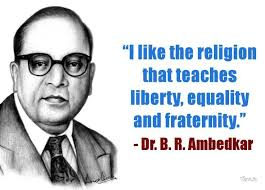 “I like the religion
that teaches
liberty, equality
and fraternity.”
- Dr. B. R. Ambedkar